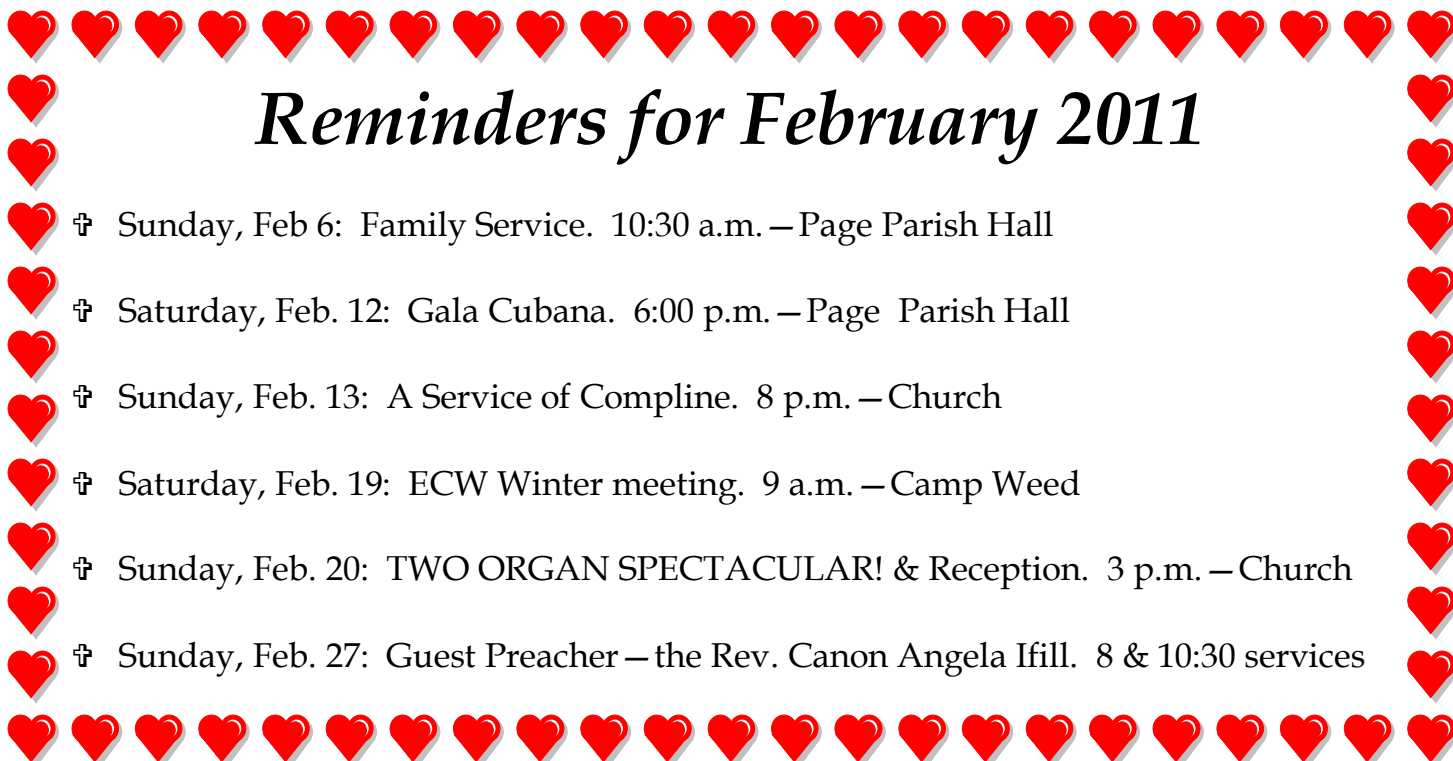 Reminders for February 2011
✞ Sunday, Feb 6:  Family Service.  10:30 a.m.—Page Parish Hall
✞ Saturday, Feb. 12:  Gala Cubana.  6:00 p.m.—Page  Parish Hall
✞ Sunday, Feb. 13:  A Service of Compline.  8 p.m.—Church
✞ Saturday, Feb. 19:  ECW Winter meeting.  9 a.m.—Camp Weed
✞ Sunday, Feb. 20:  TWO ORGAN SPECTACULAR! & Reception.  3 p.m.—Church
✞ Sunday, Feb. 27:  Guest Preacher—the Rev. Canon Angela Ifill.  8 & 10:30 services